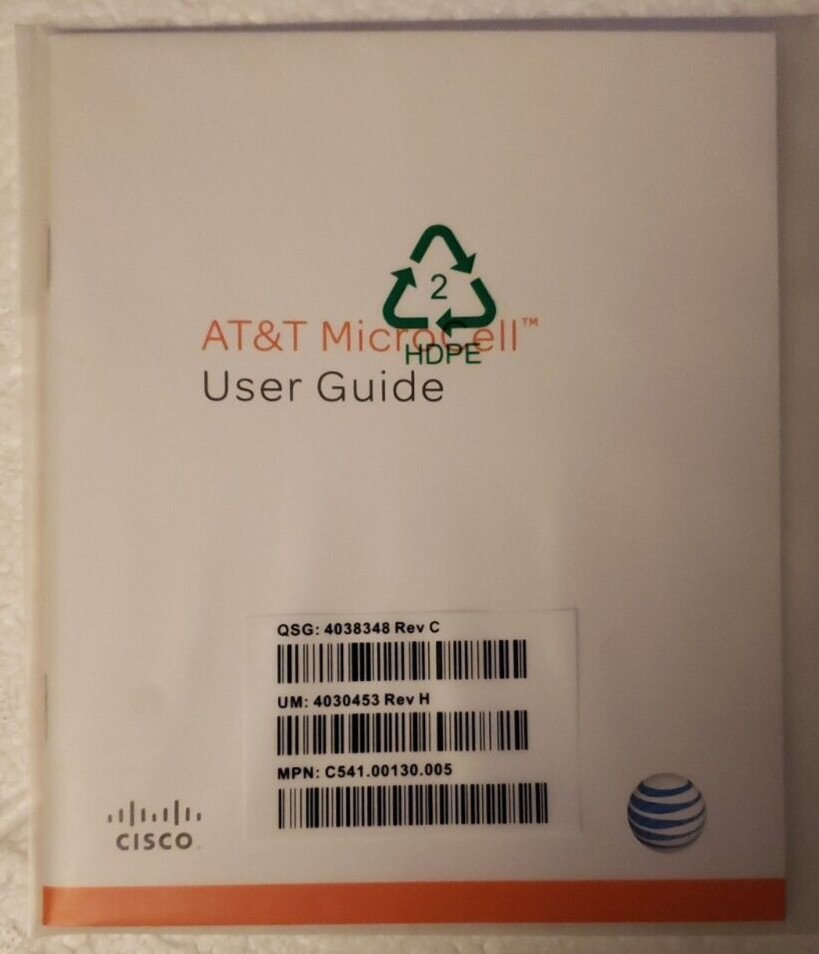 2
AT&T MicroCell™
HDPE
User Guide
QSG: 4038348 Rev C
UM: 4030453 Rev H
MPN: C541.00130.005
CISCO